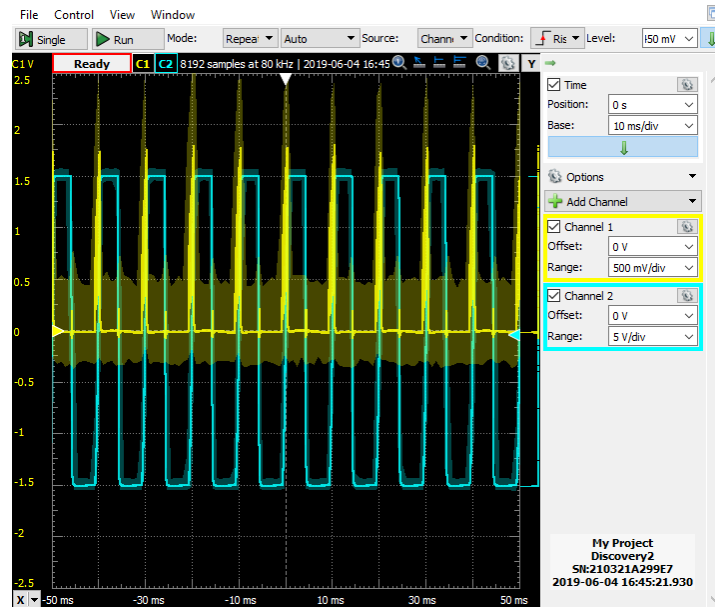 File Control View Window
Single Run Mode: Repeat Auto Source: Chann Condition: Ris Level: 50 mV
C1 V Ready C1 C2 8192 samples at 80 kHz | 2019-06-04 16:45 Y
2.5
2
1.5
1
0.5
0
-0.5
-1
-1.5
-2
-2.5
X -50 ms -30 ms -10 ms 10 ms 30 ms 50 ms
Time
Position: 0 s
Base: 10 ms/div
Options
Add Channel
Channel 1
Offset: 0 V
Range: 500 mV/div
Channel 2
Offset: 0 V
Range: 5 V/div
My Project
Discovery2
SN:210321A299E7
2019-06-04 16:45:21.930